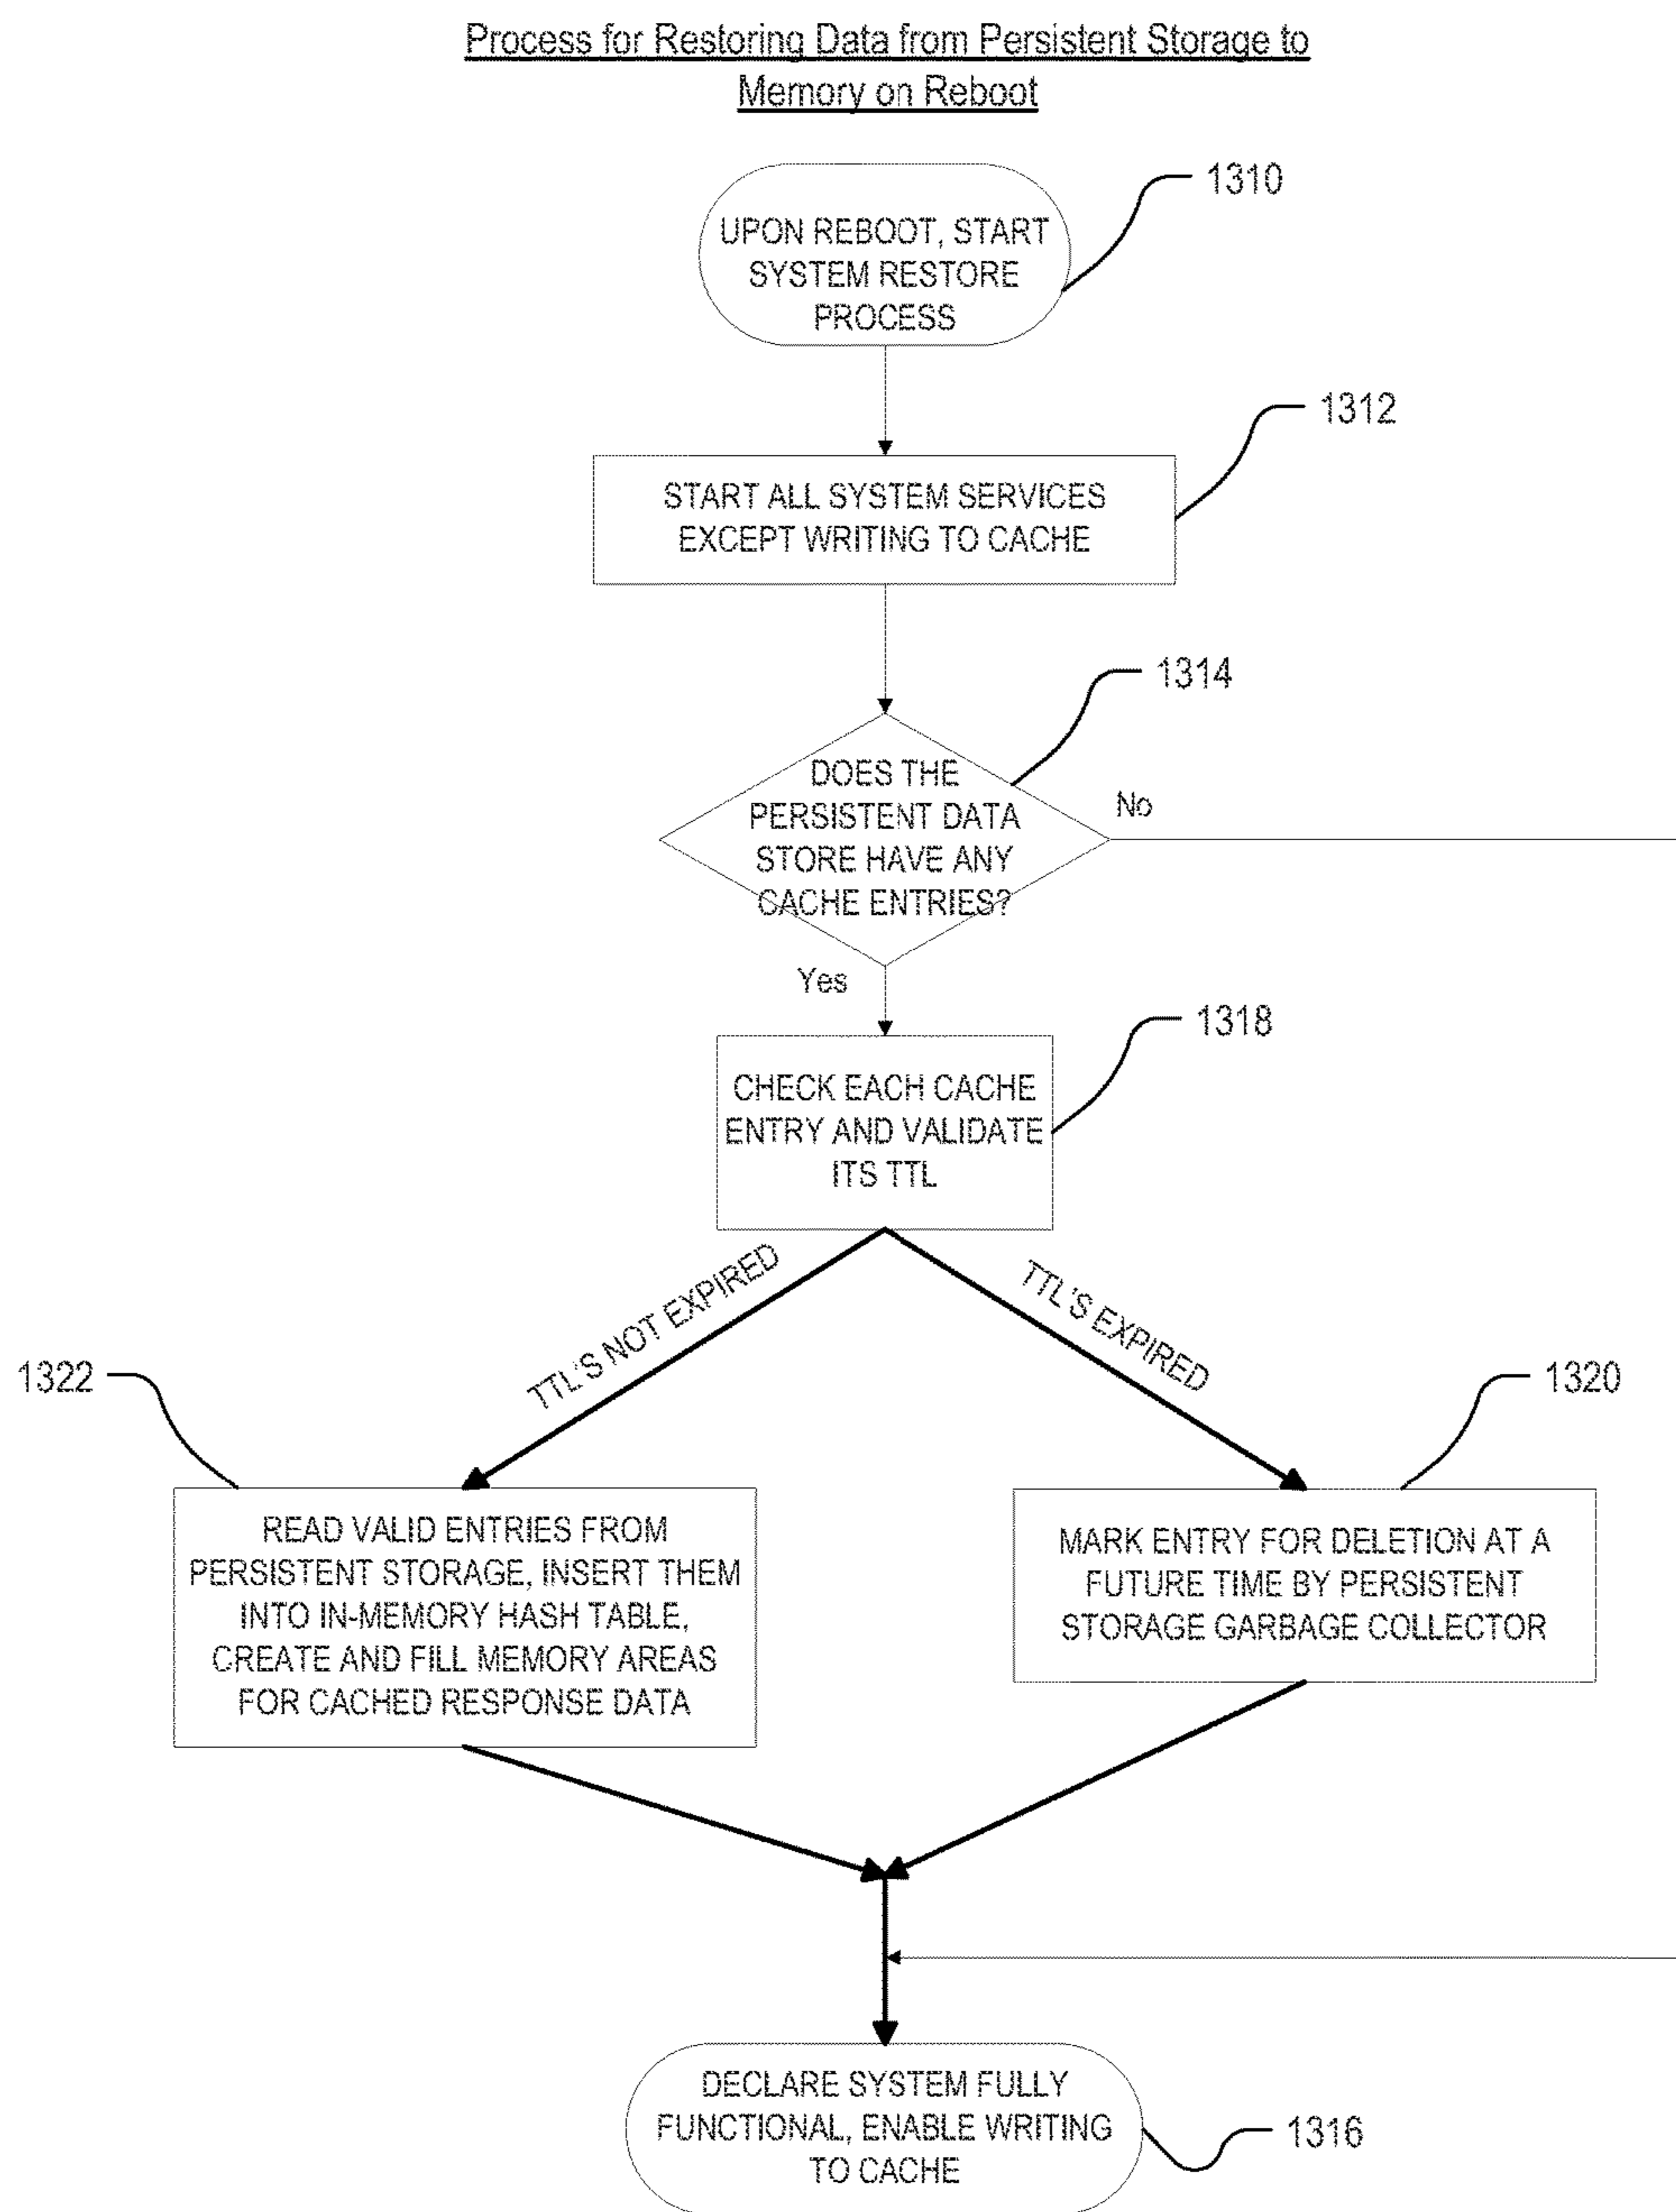 Process for Restoring Data from Persistent Storage to
Memory on Reboot
1310
UPON REBOOT, START
SYSTEM RESTORE
PROCESS
1312
START ALL SYSTEM SERVICES
EXCEPT WRITING TO CACHE
1314
DOES THE
PERSISTENT DATA
STORE HAVE ANY
CACHE ENTRIES?
No
Yes
1318
CHECK EACH CACHE
ENTRY AND VALIDATE
ITS TTL
TTL'S NOT EXPIRED
TTL'S EXPIRED
1322
READ VALID ENTRIES FROM
PERSISTENT STORAGE, INSERT THEM
INTO IN-MEMORY HASH TABLE,
CREATE AND FILL MEMORY AREAS
FOR CACHED RESPONSE DATA
1320
MARK ENTRY FOR DELETION AT A
FUTURE TIME BY PERSISTENT
STORAGE GARBAGE COLLECTOR
DECLARE SYSTEM FULLY
FUNCTIONAL, ENABLE WRITING
TO CACHE
1316